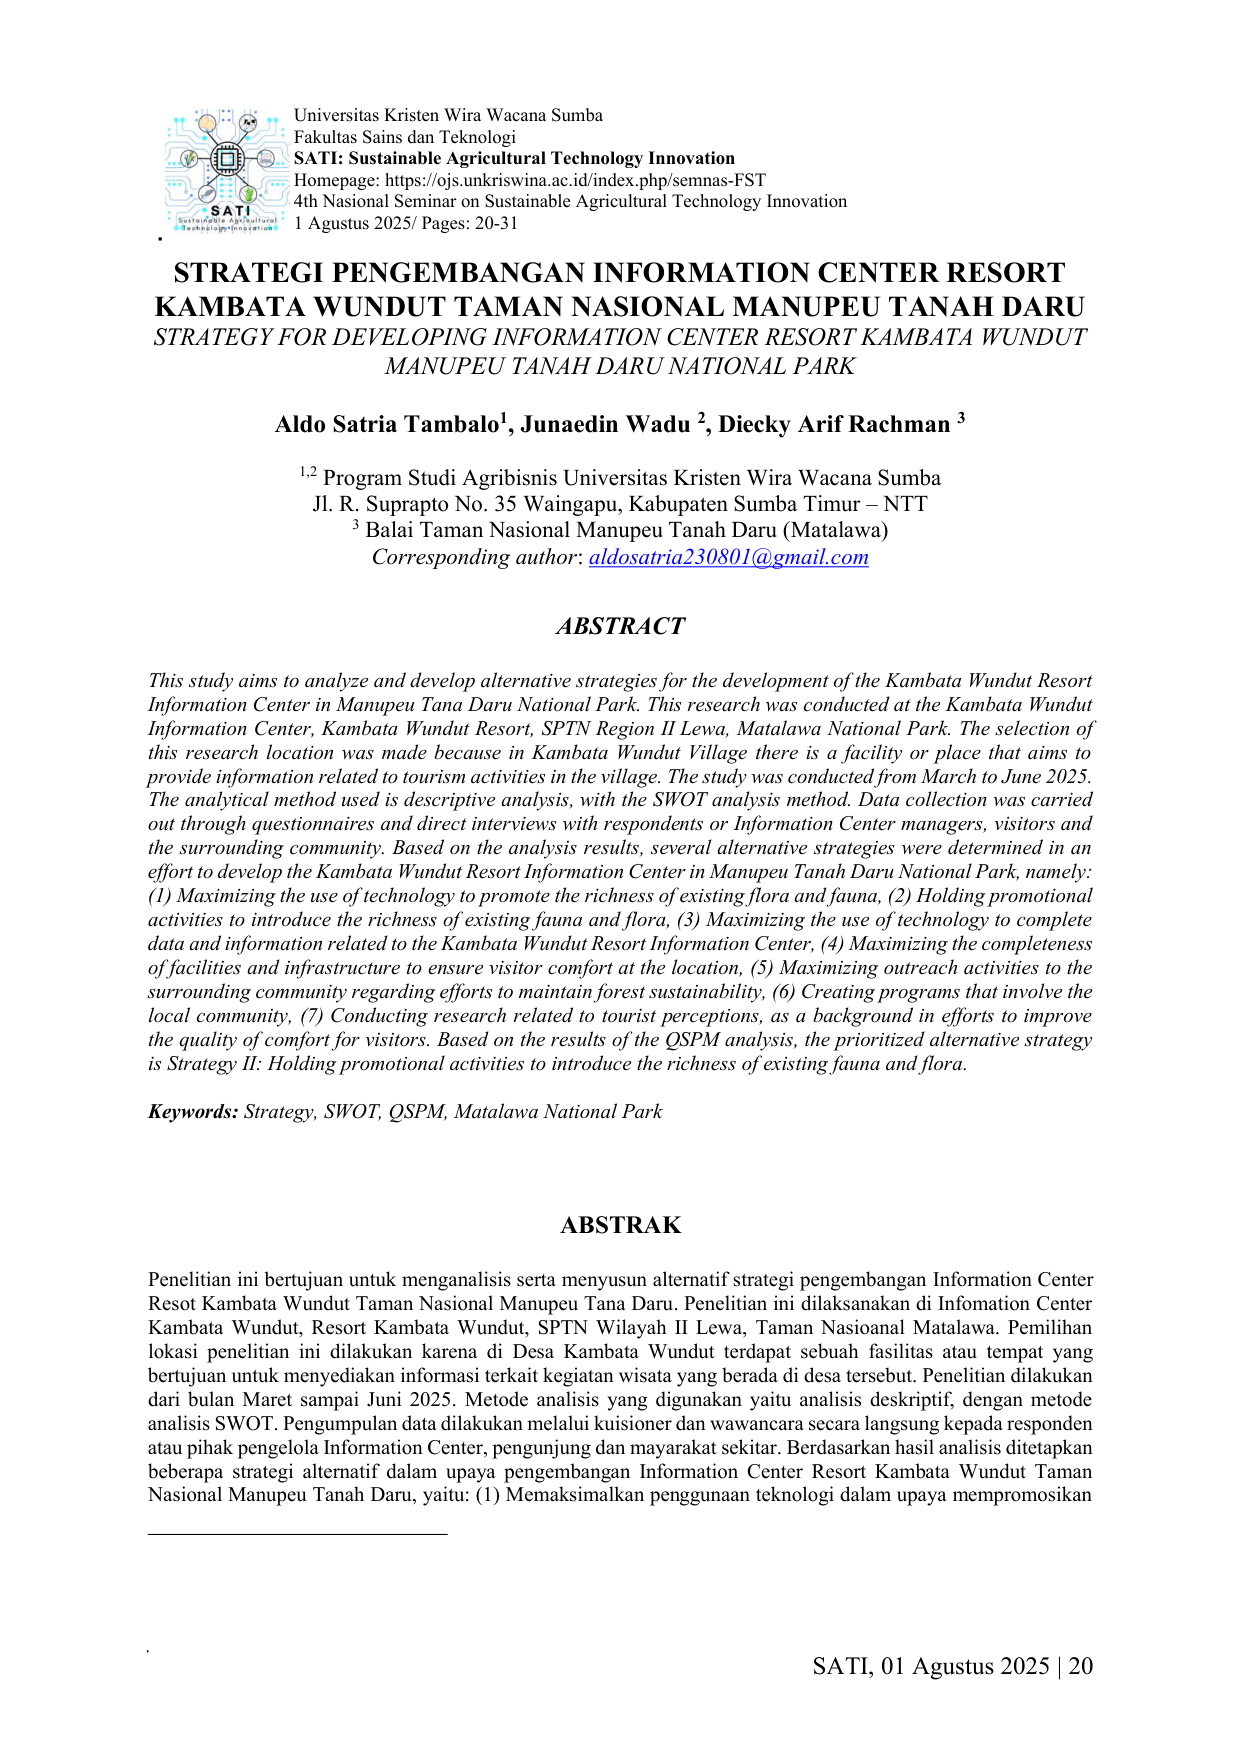 Universitas Kristen Wira Wacana Sumba
Fakultas Sains dan Teknologi
SATI: Sustainable Agricultural Technology Innovation
Homepage: https://ojs.unkriswina.ac.id/index.php/semnas-FST
4th Nasional Seminar on Sustainable Agricultural Technology Innovation
1 Agustus 2025/ Pages: 20-31
SATI
Sustainable Agricultural
Technology Innovation
.
STRATEGI PENGEMBANGAN INFORMATION CENTER RESORT
KAMBATA WUNDUT TAMAN NASIONAL MANUPEU TANAH DARU
STRATEGY FOR DEVELOPING INFORMATION CENTER RESORT KAMBATA WUNDUT
MANUPEU TANAH DARU NATIONAL PARK
Aldo Satria Tambalo1, Junaedin Wadu 2, Diecky Arif Rachman 3
1,2 Program Studi Agribisnis Universitas Kristen Wira Wacana Sumba
Jl. R. Suprapto No. 35 Waingapu, Kabupaten Sumba Timur – NTT
3 Balai Taman Nasional Manupeu Tanah Daru (Matalawa)
Corresponding author: aldosatria230801@gmail.com
ABSTRACT
This study aims to analyze and develop alternative strategies for the development of the Kambata Wundut Resort
Information Center in Manupeu Tana Daru National Park. This research was conducted at the Kambata Wundut
Information Center, Kambata Wundut Resort, SPTN Region II Lewa, Matalawa National Park. The selection of
this research location was made because in Kambata Wundut Village there is a facility or place that aims to
provide information related to tourism activities in the village. The study was conducted from March to June 2025.
The analytical method used is descriptive analysis, with the SWOT analysis method. Data collection was carried
out through questionnaires and direct interviews with respondents or Information Center managers, visitors and
the surrounding community. Based on the analysis results, several alternative strategies were determined in an
effort to develop the Kambata Wundut Resort Information Center in Manupeu Tanah Daru National Park, namely:
(1) Maximizing the use of technology to promote the richness of existing flora and fauna, (2) Holding promotional
activities to introduce the richness of existing fauna and flora, (3) Maximizing the use of technology to complete
data and information related to the Kambata Wundut Resort Information Center, (4) Maximizing the completeness
of facilities and infrastructure to ensure visitor comfort at the location, (5) Maximizing outreach activities to the
surrounding community regarding efforts to maintain forest sustainability, (6) Creating programs that involve the
local community, (7) Conducting research related to tourist perceptions, as a background in efforts to improve
the quality of comfort for visitors. Based on the results of the QSPM analysis, the prioritized alternative strategy
is Strategy II: Holding promotional activities to introduce the richness of existing fauna and flora.
Keywords: Strategy, SWOT, QSPM, Matalawa National Park
ABSTRAK
Penelitian ini bertujuan untuk menganalisis serta menyusun alternatif strategi pengembangan Information Center
Resot Kambata Wundut Taman Nasional Manupeu Tana Daru. Penelitian ini dilaksanakan di Infomation Center
Kambata Wundut, Resort Kambata Wundut, SPTN Wilayah II Lewa, Taman Nasioanal Matalawa. Pemilihan
lokasi penelitian ini dilakukan karena di Desa Kambata Wundut terdapat sebuah fasilitas atau tempat yang
bertujuan untuk menyediakan informasi terkait kegiatan wisata yang berada di desa tersebut. Penelitian dilakukan
dari bulan Maret sampai Juni 2025. Metode analisis yang digunakan yaitu analisis deskriptif, dengan metode
analisis SWOT. Pengumpulan data dilakukan melalui kuisioner dan wawancara secara langsung kepada responden
atau pihak pengelola Information Center, pengunjung dan mayarakat sekitar. Berdasarkan hasil analisis ditetapkan
beberapa strategi alternatif dalam upaya pengembangan Information Center Resort Kambata Wundut Taman
Nasional Manupeu Tanah Daru, yaitu: (1) Memaksimalkan penggunaan teknologi dalam upaya mempromosikan
.
SATI, 01 Agustus 2025 | 20